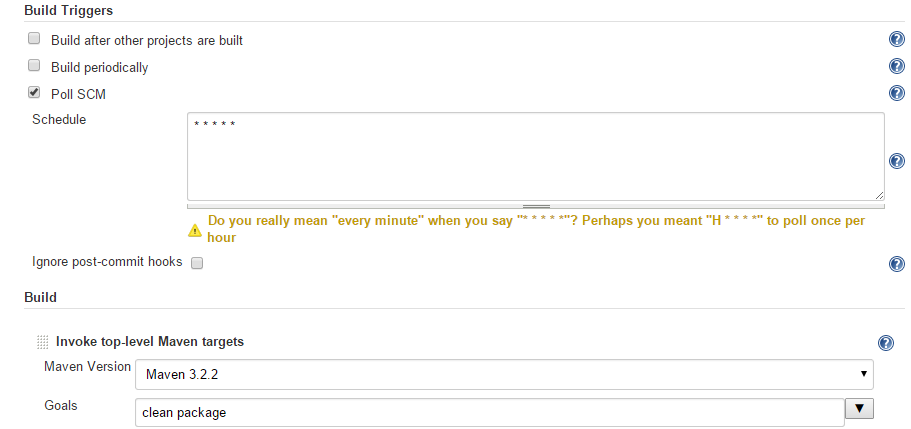 Build Triggers
Build after other projects are built
Build periodically
Poll SCM
Schedule
* * * * *
Do you really mean "every minute" when you say "* * * * *"? Perhaps you meant "H * * * *" to poll once per
hour
Ignore post-commit hooks
Build
Invoke top-level Maven targets
Maven Version
Maven 3.2.2
Goals
clean package